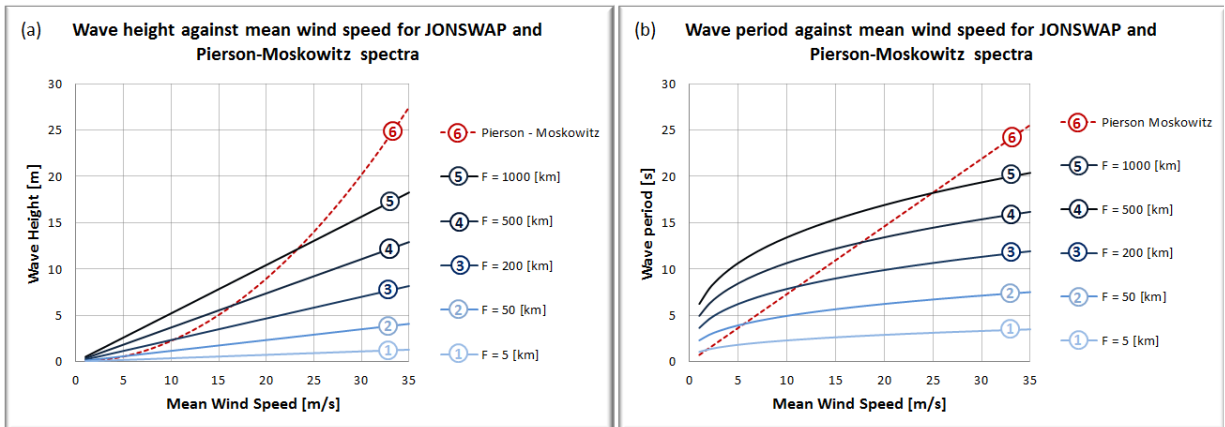 (a) Wave height against mean wind speed for JONSWAP and
Pierson-Moskowitz spectra
Wave Height [m]
30
25
20
15
10
5
0
0 5 10 15 20 25 30 35
Mean Wind Speed [m/s]
6
5
4
3
2
1
6 Pierson - Moskowitz
5 F = 1000 [km]
4 F = 500 [km]
3 F = 200 [km]
2 F = 50 [km]
1 F = 5 [km]
(b) Wave period against mean wind speed for JONSWAP and
Pierson-Moskowitz spectra
Wave period [s]
30
25
20
15
10
5
0
0 5 10 15 20 25 30 35
Mean Wind Speed [m/s]
6
5
4
3
2
1
6 Pierson Moskowitz
5 F = 1000 [km]
4 F = 500 [km]
3 F = 200 [km]
2 F = 50 [km]
1 F = 5 [km]